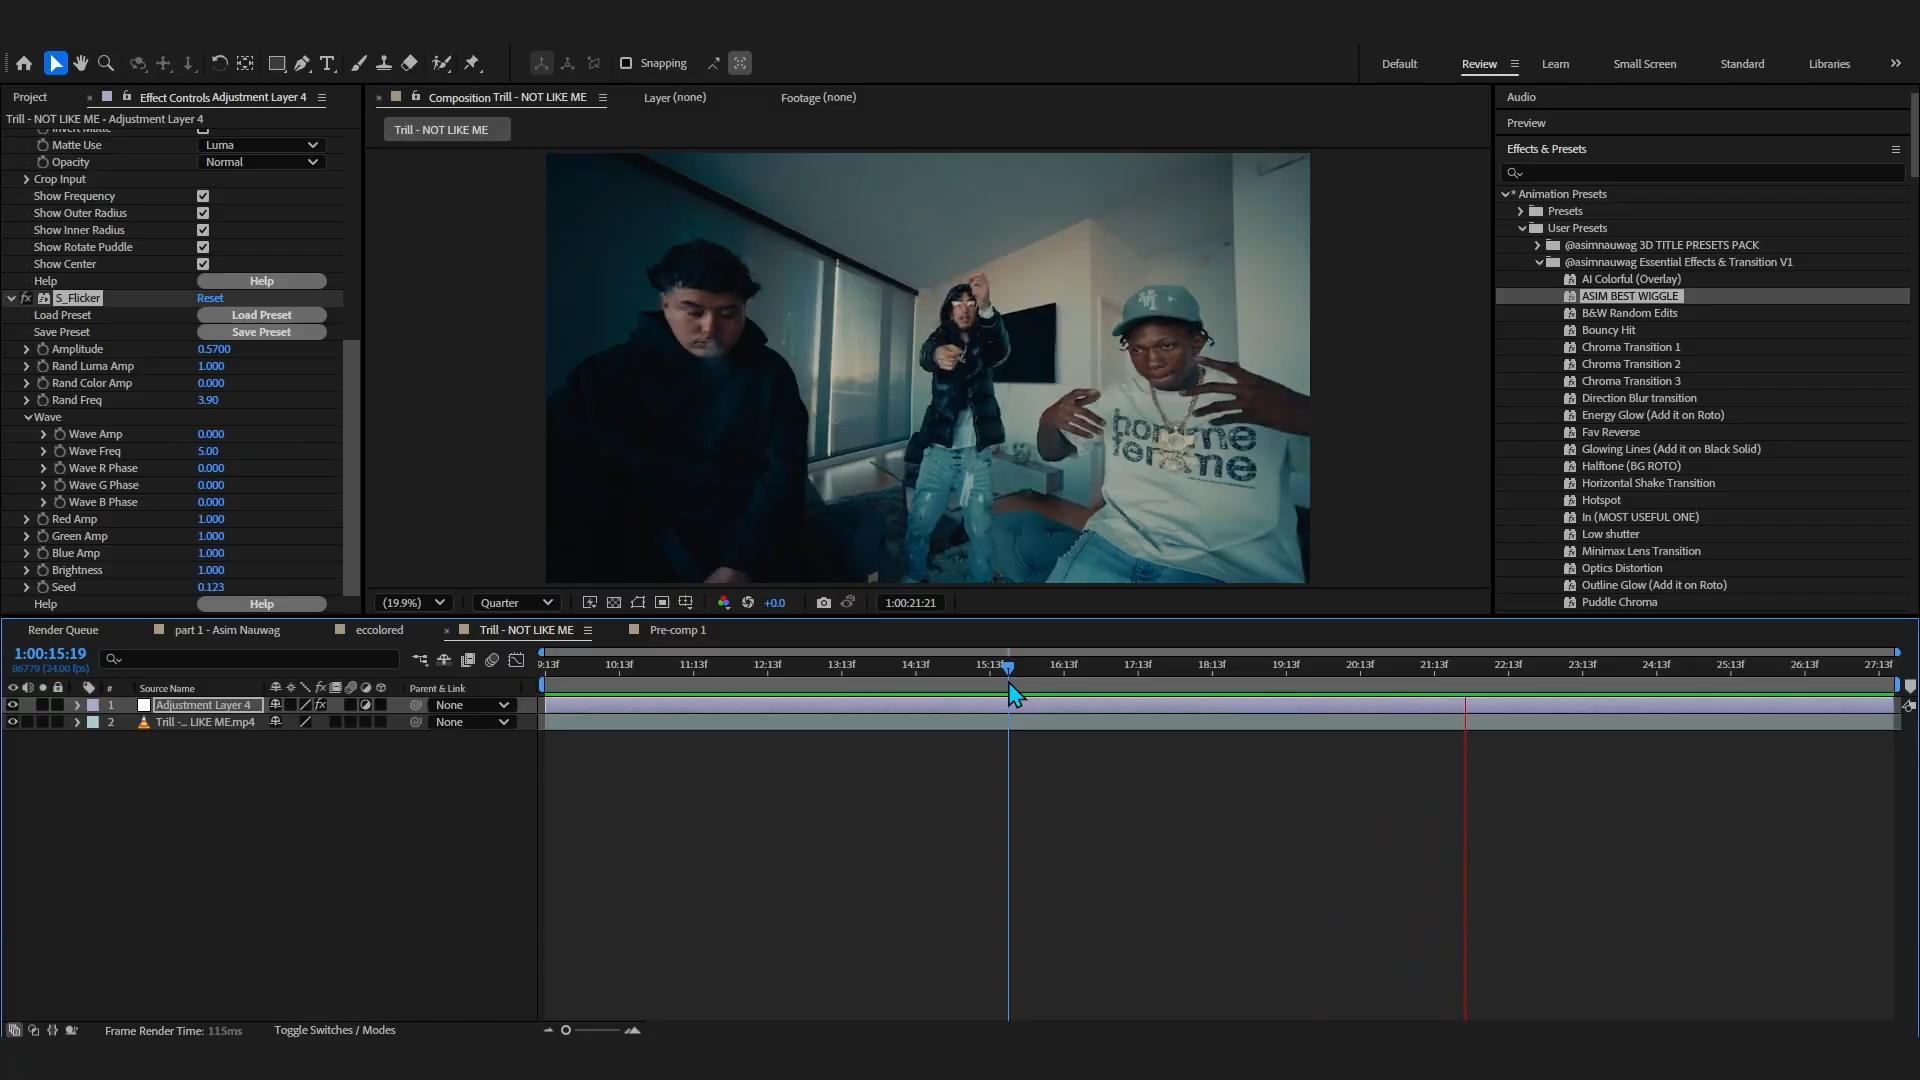 Snapping
Default
Review
Learn
Small Screen
Standard
Libraries
Project
Effect Controls Adjustment Layer 4
Composition Trill - NOT LIKE ME
Layer (none)
Footage (none)
Audio
Trill - NOT LIKE ME - Adjustment Layer 4
Trill - NOT LIKE ME
Preview
Invert Matte
Matte Use
Luma
Opacity
Normal
Crop Input
Show Frequency
Show Outer Radius
Show Inner Radius
Show Rotate Puddle
Show Center
Help
Help
S_Flicker
Reset
Load Preset
Load Preset
Save Preset
Save Preset
Amplitude
0.5700
Rand Luma Amp
1.000
Rand Color Amp
0.000
Rand Freq
3.90
Wave
Wave Amp
0.000
Wave Freq
5.00
Wave R Phase
0.000
Wave G Phase
0.000
Wave B Phase
0.000
Red Amp
1.000
Green Amp
1.000
Blue Amp
1.000
Brightness
1.000
Seed
0.123
Help
Help
homme
femme
(19.9%)
Quarter
+0.0
1:00:21:21
Effects & Presets
* Animation Presets
Presets
User Presets
@asimnauwag 3D TITLE PRESETS PACK
@asimnauwag Essential Effects & Transition V1
AI Colorful (Overlay)
ASIM BEST WIGGLE
B&W Random Edits
Bouncy Hit
Chroma Transition 1
Chroma Transition 2
Chroma Transition 3
Direction Blur transition
Energy Glow (Add it on Roto)
Fav Reverse
Glowing Lines (Add it on Black Solid)
Halftone (BG ROTO)
Horizontal Shake Transition
Hotspot
In (MOST USEFUL ONE)
Low shutter
Minimax Lens Transition
Optics Distortion
Outline Glow (Add it on Roto)
Puddle Chroma
Render Queue
part 1 - Asim Nauwag
eccolored
Trill - NOT LIKE ME
Pre-comp 1
1:00:15:19
86779 (24.00 fps)
9:13f
10:13f
11:13f
12:13f
13:13f
14:13f
15:13f
16:13f
17:13f
18:13f
19:13f
20:13f
21:13f
22:13f
23:13f
24:13f
25:13f
26:13f
27:13f
#
Source Name
Parent & Link
1
Adjustment Layer 4
None
2
Trill -... LIKE ME.mp4
None
Frame Render Time: 115ms
Toggle Switches / Modes